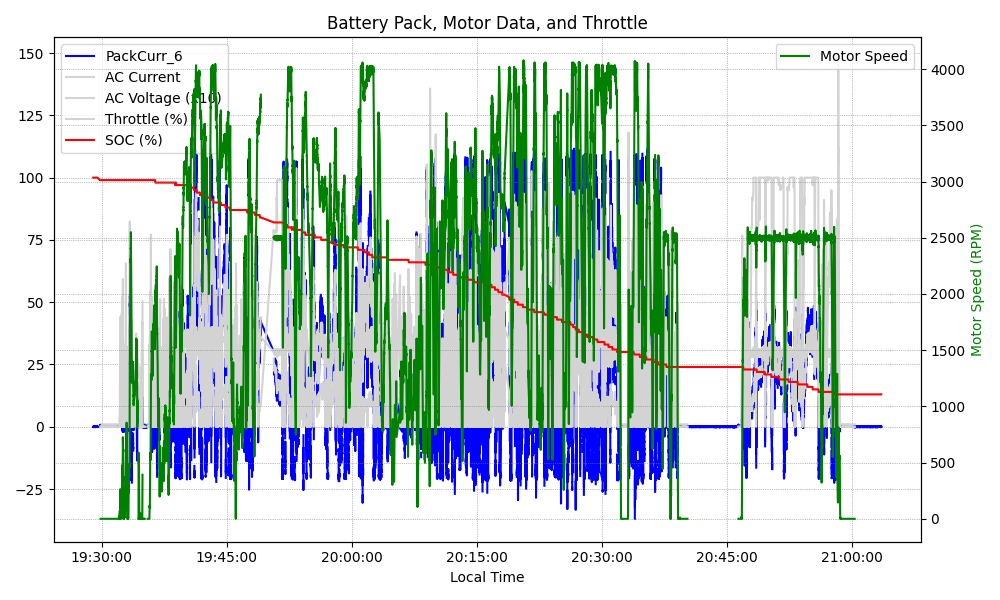 Battery Pack, Motor Data, and Throttle
PackCurr_6
AC Current
AC Voltage (x10)
Throttle (%)
SOC (%)
Motor Speed
150
125
100
75
50
25
0
−25
4000
3500
3000
2500
2000
1500
1000
500
0
Motor Speed (RPM)
19:30:00 19:45:00 20:00:00 20:15:00 20:30:00 20:45:00 21:00:00
Local Time